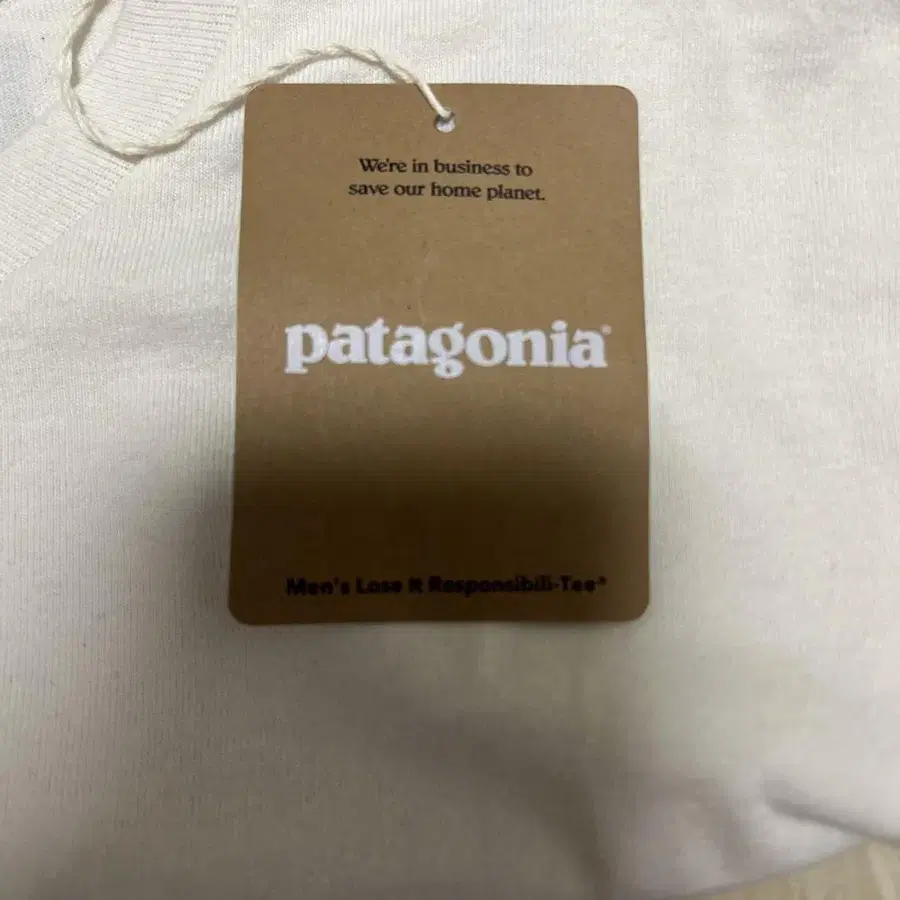 We're in business to
save our home planet.
patagonia®
Men's Lose It Responsibili-Tee®